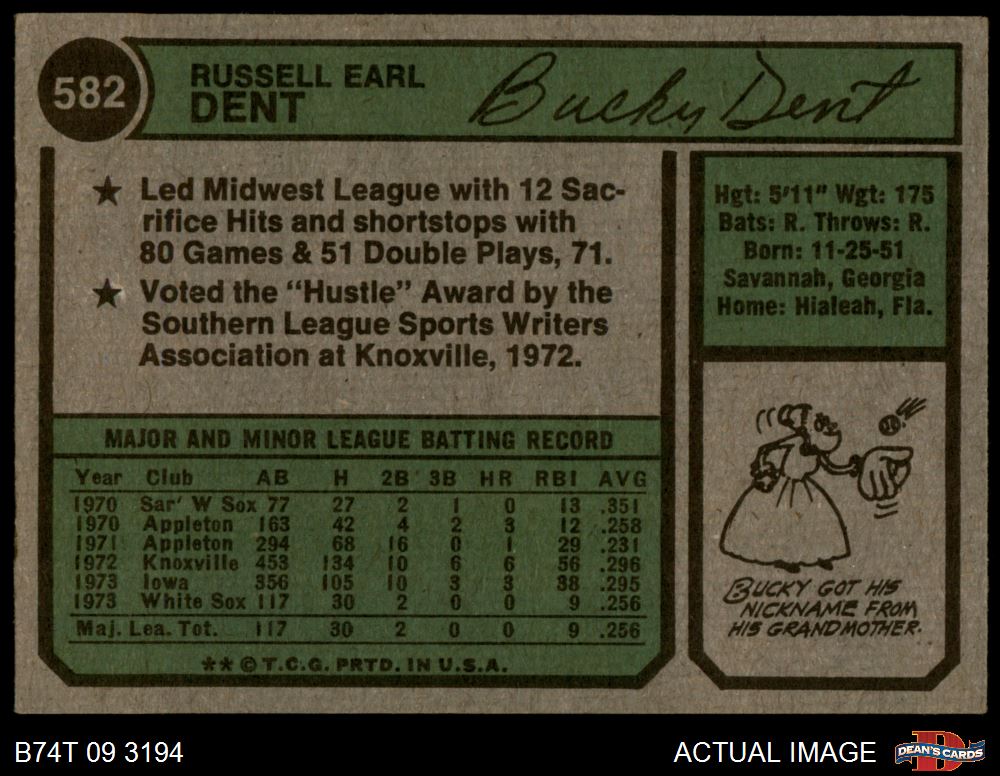 582
RUSSELL EARL
DENT
Bucky Dent
★ Led Midwest League with 12 Sac-
rifice Hits and shortstops with
80 Games & 51 Double Plays, 71.
★ Voted the “Hustle” Award by the
Southern League Sports Writers
Association at Knoxville, 1972.
Hgt: 5'11" Wgt: 175
Bats: R. Throws: R.
Born: 11-25-51
Savannah, Georgia
Home: Hialeah, Fla.
MAJOR AND MINOR LEAGUE BATTING RECORD
Year Club AB H 2B 3B HR RBI AVG
1970 Sar' W Sox 77 27 2 1 0 13 .351
1970 Appleton 163 42 4 2 3 12 .258
1971 Appleton 294 68 16 0 1 29 .231
1972 Knoxville 453 134 10 6 6 56 .296
1973 Iowa 356 105 10 3 3 38 .295
1973 White Sox 117 30 2 0 0 9 .256
Maj. Lea. Tot. 117 30 2 0 0 9 .256
** © T.C.G. PRTD. IN U.S.A.
BUCKY GOT HIS
NICKNAME FROM
HIS GRANDMOTHER.
B74T 09 3194
ACTUAL IMAGE
DEAN'S CARDS